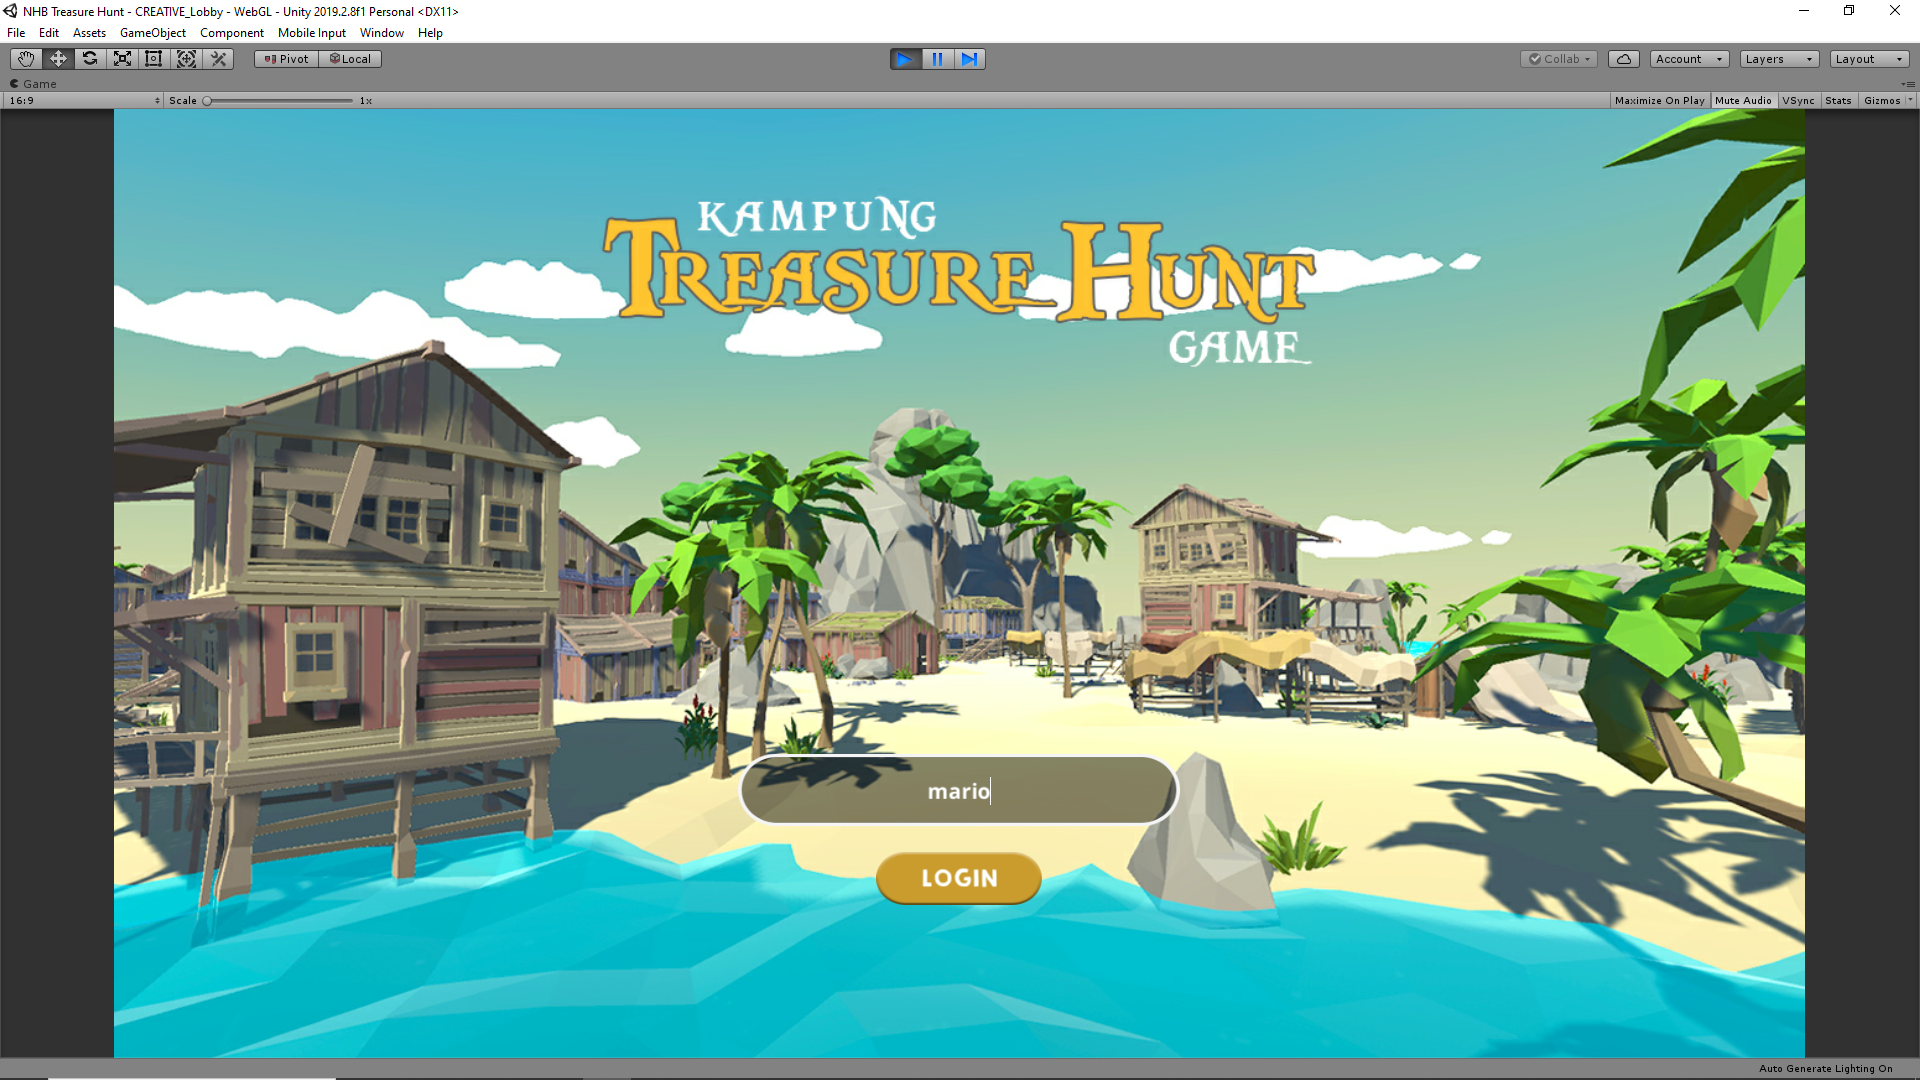 NHB Treasure Hunt - CREATIVE_Lobby - WebGL - Unity 2019.2.8f1 Personal <DX11>
File Edit Assets GameObject Component Mobile Input Window Help
Pivot Local Collab Account Layers Layout
Game
16:9 Scale 1x Maximize On Play Mute Audio VSync Stats Gizmos
KAMPUNG
TREASURE HUNT
GAME
mario
LOGIN
Auto Generate Lighting On